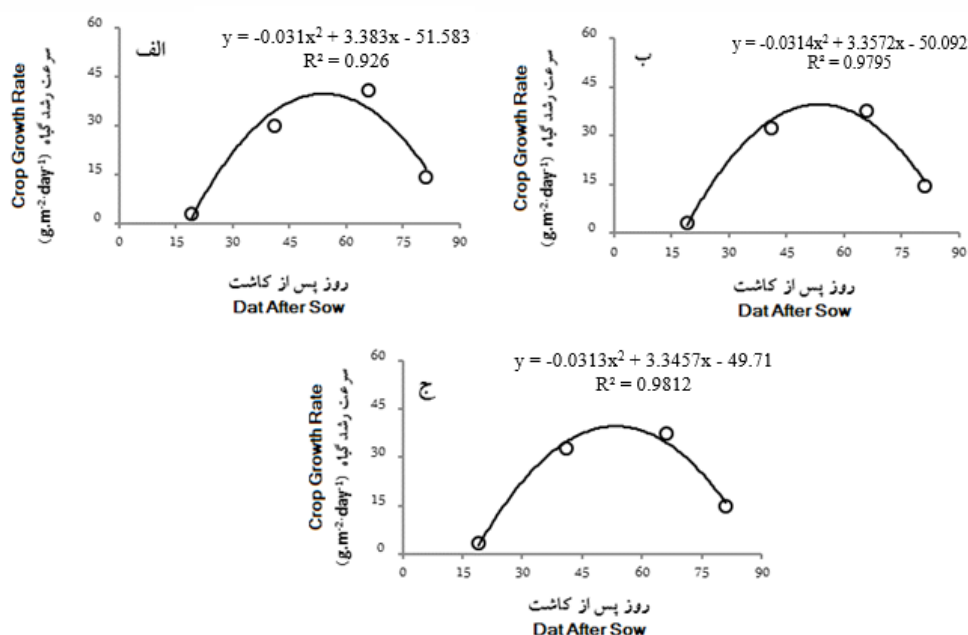 الف
y = -0.031x² + 3.383x - 51.583
R² = 0.926
60
45
30
15
0
0 15 30 45 60 75 90
Crop Growth Rate
سرعت رشد گیاه (g.m⁻².day⁻¹)
روز پس از کاشت
Dat After Sow
ب
y = -0.0314x² + 3.3572x - 50.092
R² = 0.9795
60
45
30
15
0
0 15 30 45 60 75 90
Crop Growth Rate
سرعت رشد گیاه (g.m⁻².day⁻¹)
روز پس از کاشت
Dat After Sow
ج
y = -0.0313x² + 3.3457x - 49.71
R² = 0.9812
60
45
30
15
0
0 15 30 45 60 75 90
Crop Growth Rate
سرعت رشد گیاه (g.m⁻².day⁻¹)
روز پس از کاشت
Dat After Sow